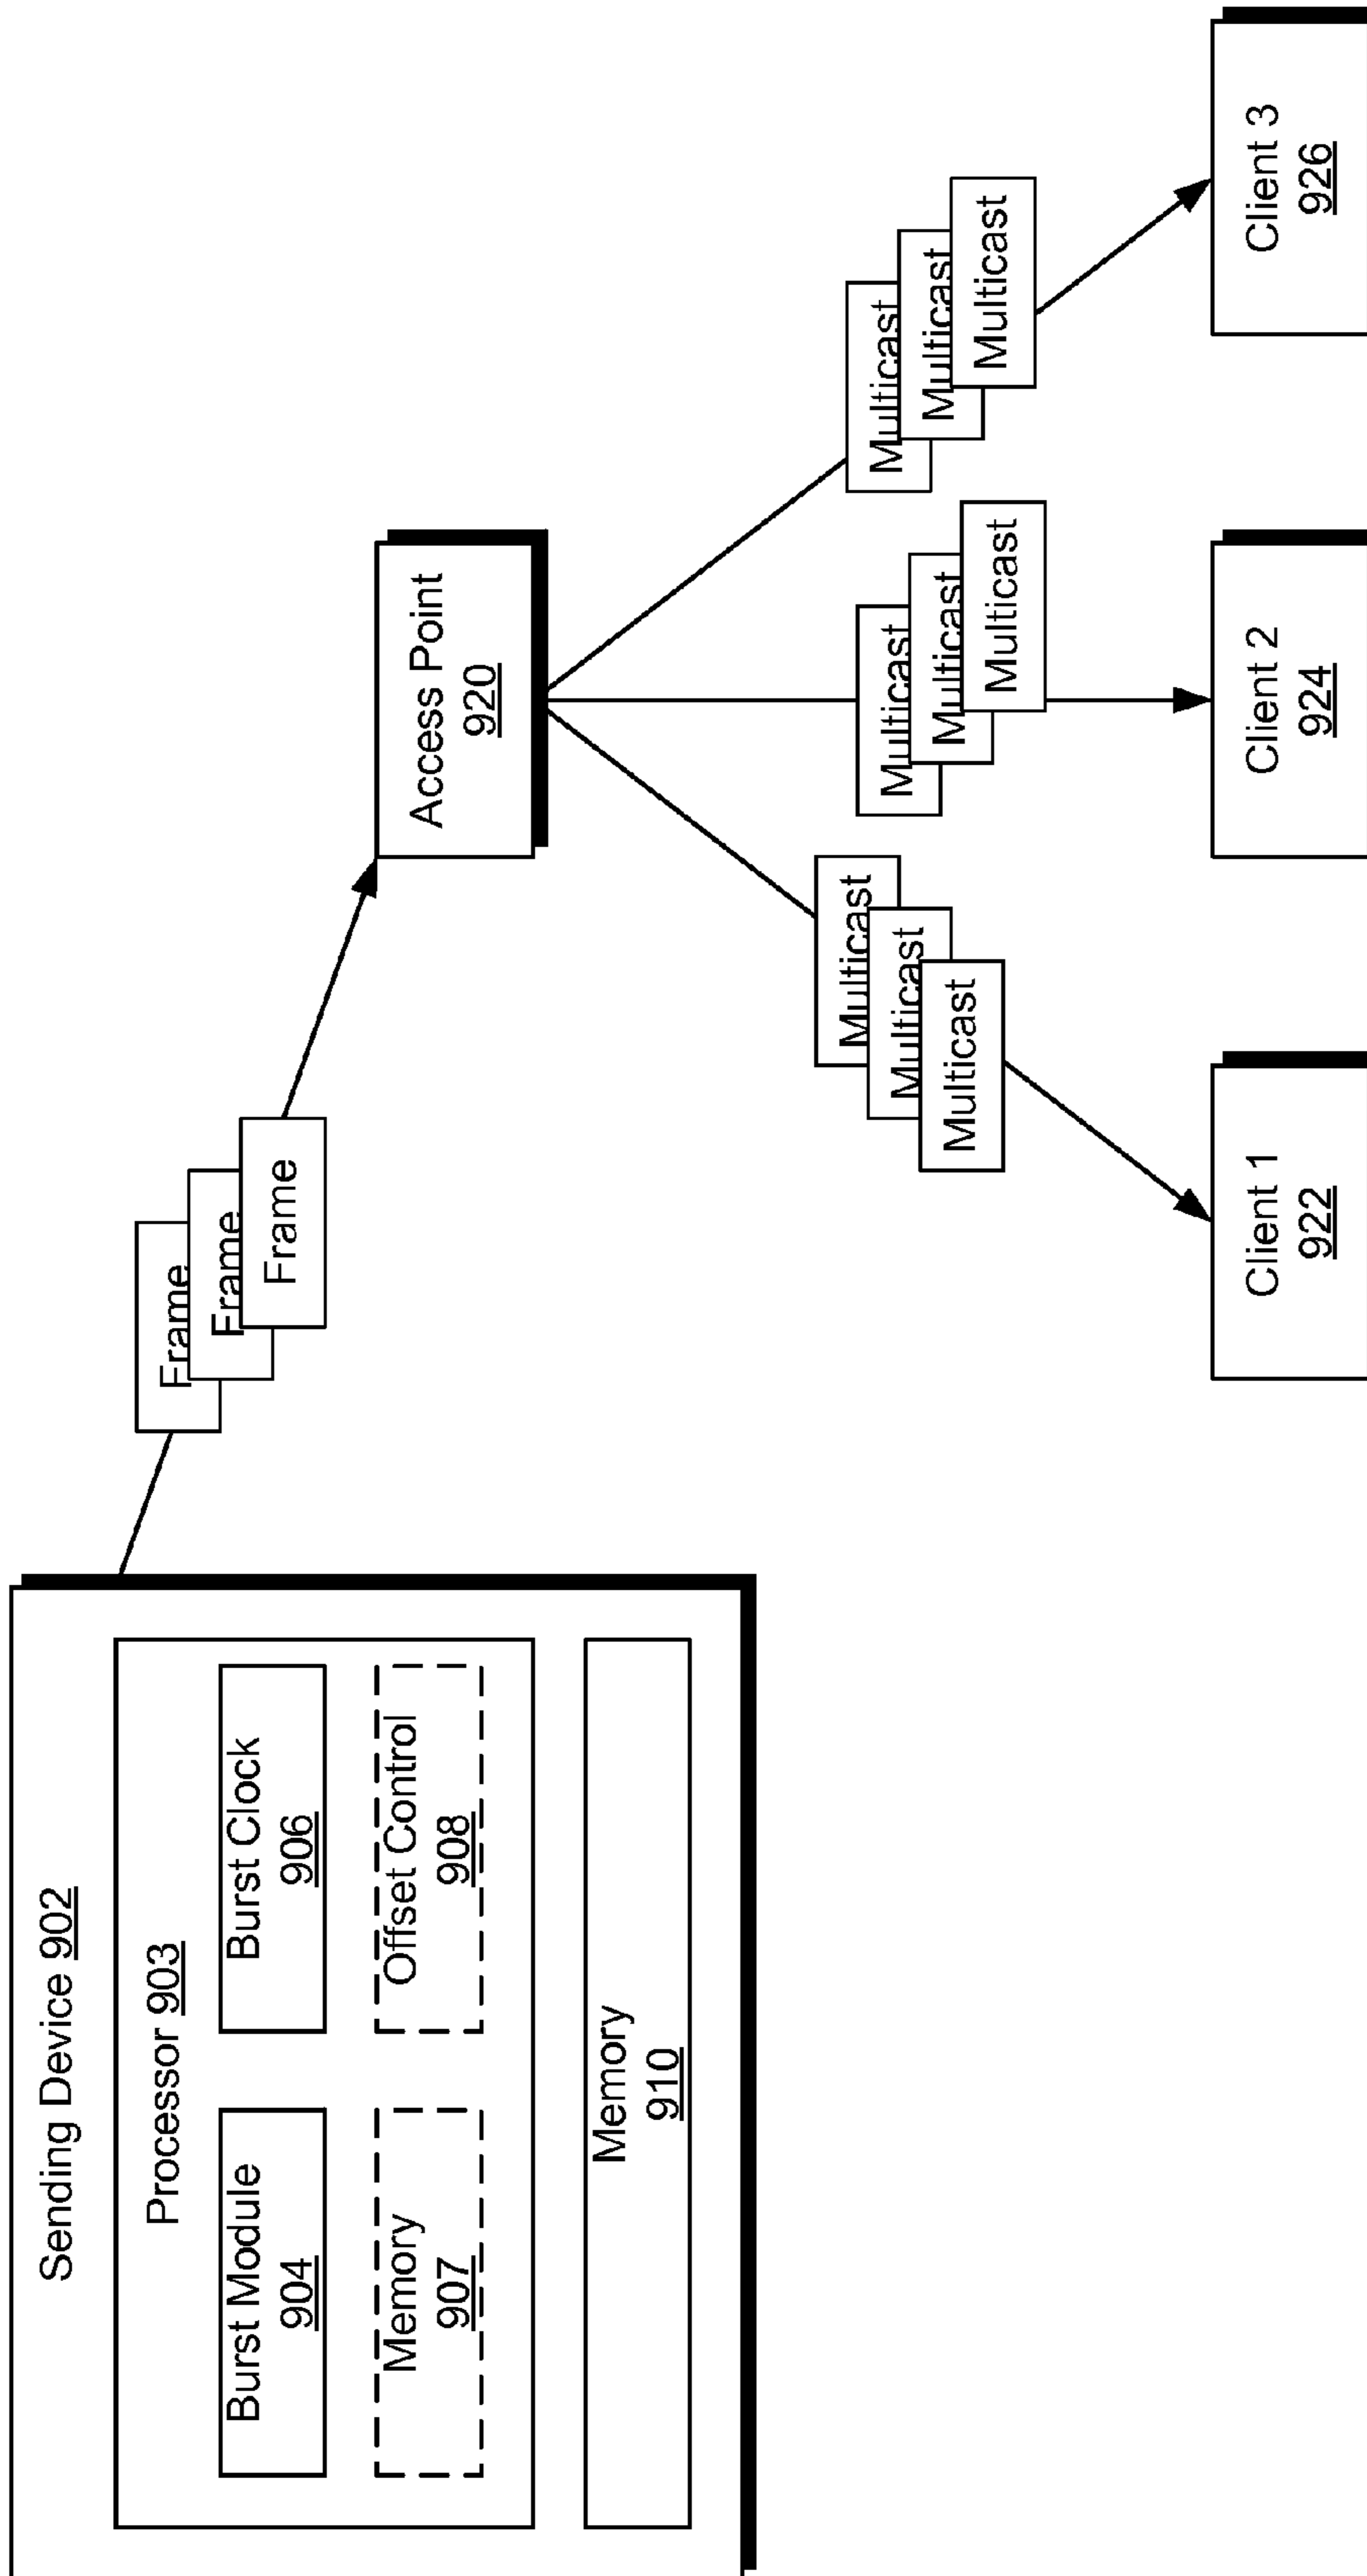 Sending Device 902
Processor 903
Burst Module
904
Burst Clock
906
Memory
907
Offset Control
908
Memory
910
Frame
Frame
Frame
Access Point
920
Multicast
Multicast
Multicast
Multicast
Multicast
Multicast
Multicast
Multicast
Multicast
Client 1
922
Client 2
924
Client 3
926